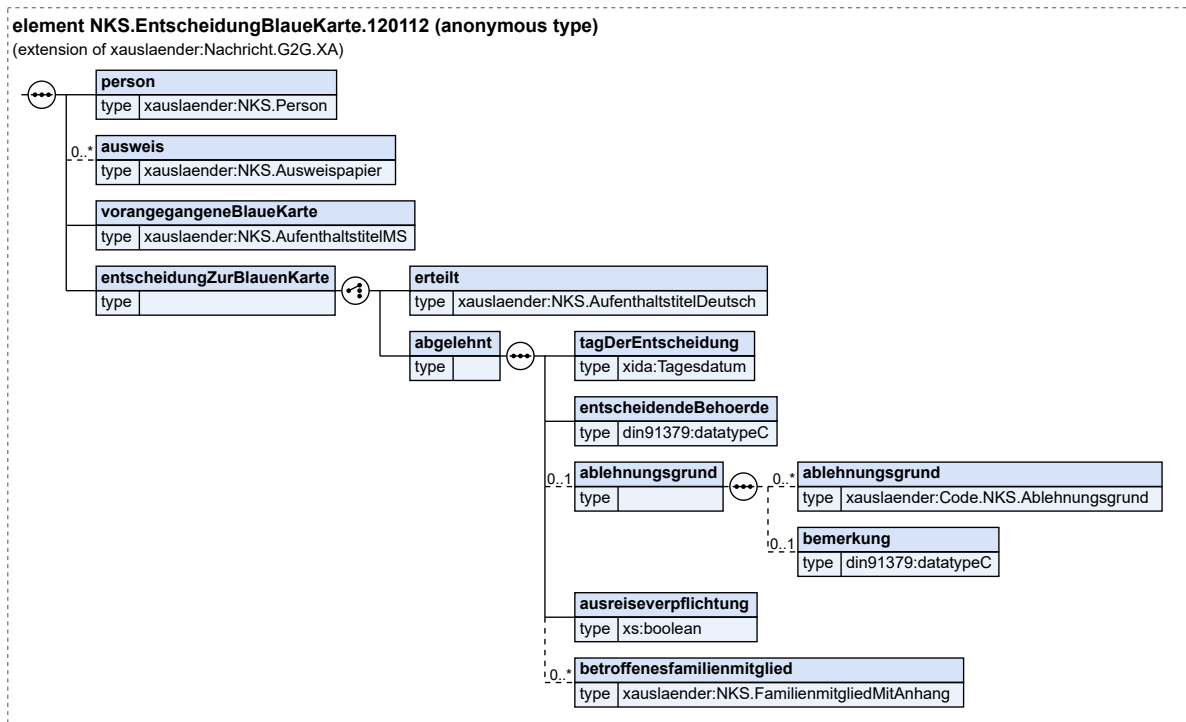 element NKS.EntscheidungBlaueKarte.120112 (anonymous type)
(extension of xauslaender:Nachricht.G2G.XA)
person
type xauslaender:NKS.Person
0..* ausweis
type xauslaender:NKS.Ausweispapier
vorangegangeneBlaueKarte
type xauslaender:NKS.AufenthaltstitelMS
entscheidungZurBlauenKarte
type
erteilt
type xauslaender:NKS.AufenthaltstitelDeutsch
abgelehnt
type
tagDerEntscheidung
type xida:Tagesdatum
entscheidendeBehoerde
type din91379:datatypeC
0..1 ablehnungsgrund
type
0..* ablehnungsgrund
type xauslaender:Code.NKS.Ablehnungsgrund
0..1 bemerkung
type din91379:datatypeC
ausreiseverpflichtung
type xs:boolean
0..* betroffenesfamilienmitglied
type xauslaender:NKS.FamilienmitgliedMitAnhang